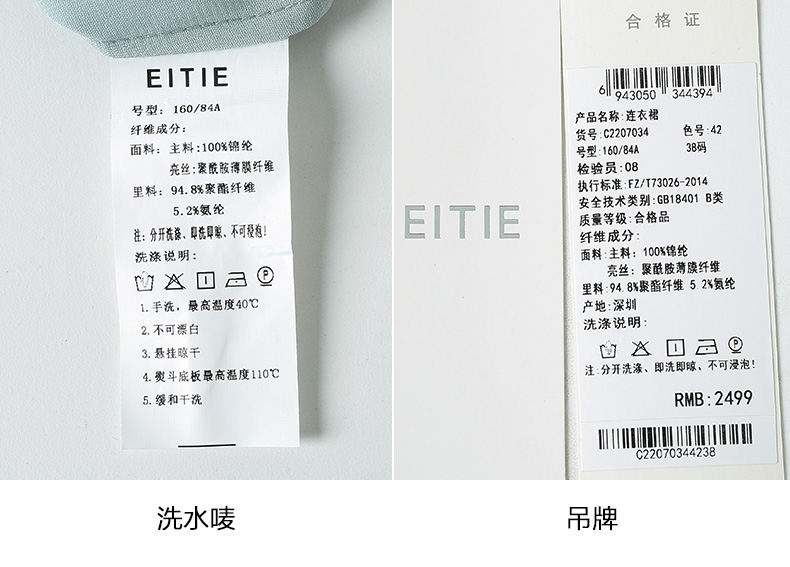 EITIE
号型: 160/84A
纤维成分:
面料: 主料:100%锦纶
亮丝:聚酰胺薄膜纤维
里料: 94.8%聚酯纤维
5.2%氨纶
注: 分开洗涤、即洗即晾、不可浸泡!
洗涤说明:
P
1.手洗，最高温度40℃
2.不可漂白
3.悬挂晾干
4.熨斗底板最高温度110℃
5.缓和干洗
洗水唛
EITIE
合格证
6 943050 344394
产品名称:连衣裙
货号:C2207034 色号:42
号型:160/84A 38码
检验员:08
执行标准:FZ/T73026-2014
安全技术类别:GB18401 B类
质量等级:合格品
纤维成分:
面料: 主料: 100%锦纶
亮丝: 聚酰胺薄膜纤维
里料:94.8%聚酯纤维 5.2%氨纶
产地:深圳
洗涤说明:
P
注:分开洗涤、即洗即晾、不可浸泡!
RMB:2499
C22070344238
吊牌